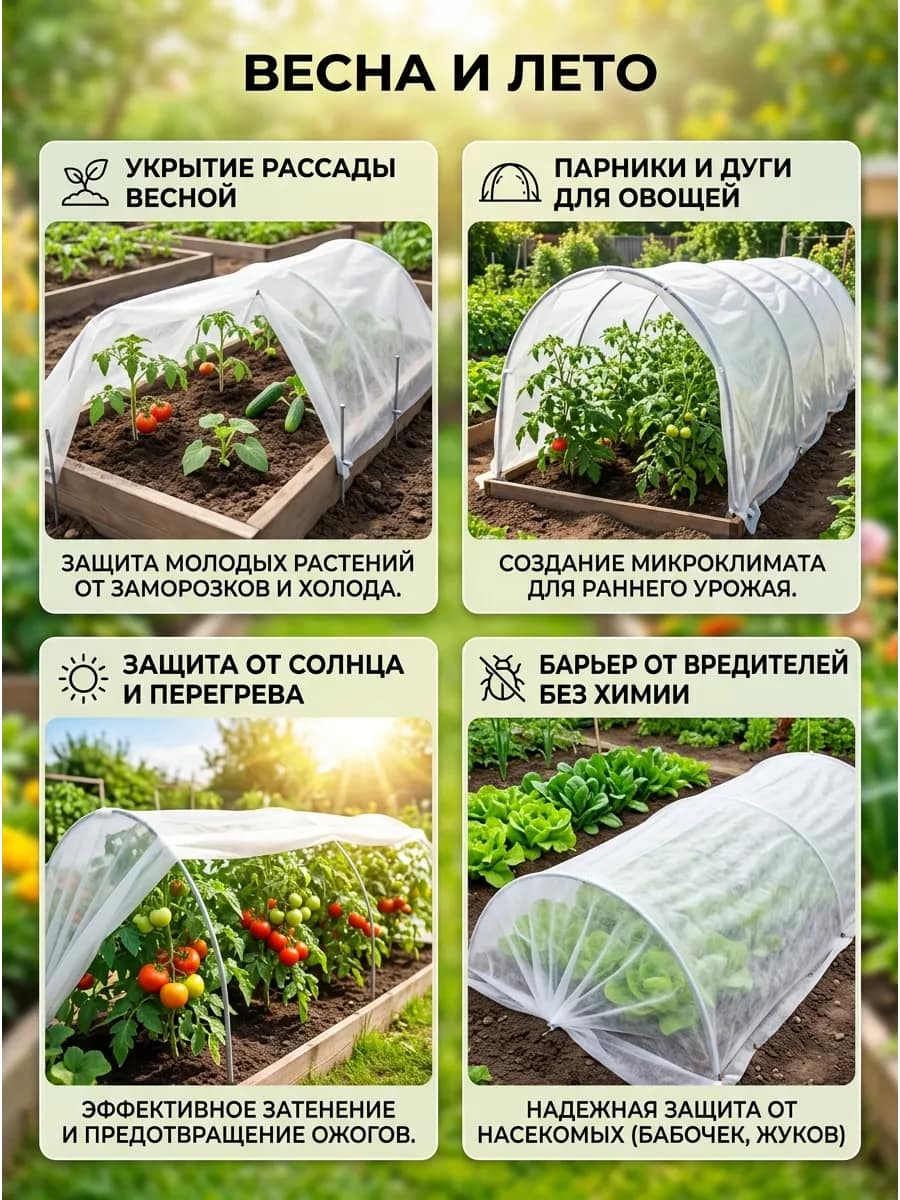 ВЕСНА И ЛЕТО
УКРЫТИЕ РАССАДЫ
ВЕСНОЙ
ЗАЩИТА МОЛОДЫХ РАСТЕНИЙ
ОТ ЗАМОРОЗКОВ И ХОЛОДА.
ПАРНИКИ И ДУГИ
ДЛЯ ОВОЩЕЙ
СОЗДАНИЕ МИКРОКЛИМАТА
ДЛЯ РАННЕГО УРОЖАЯ.
ЗАЩИТА ОТ СОЛНЦА
И ПЕРЕГРЕВА
ЭФФЕКТИВНОЕ ЗАТЕНЕНИЕ
И ПРЕДОТВРАЩЕНИЕ ОЖОГОВ.
БАРЬЕР ОТ ВРЕДИТЕЛЕЙ
БЕЗ ХИМИИ
НАДЕЖНАЯ ЗАЩИТА ОТ
НАСЕКОМЫХ (БАБОЧЕК, ЖУКОВ)